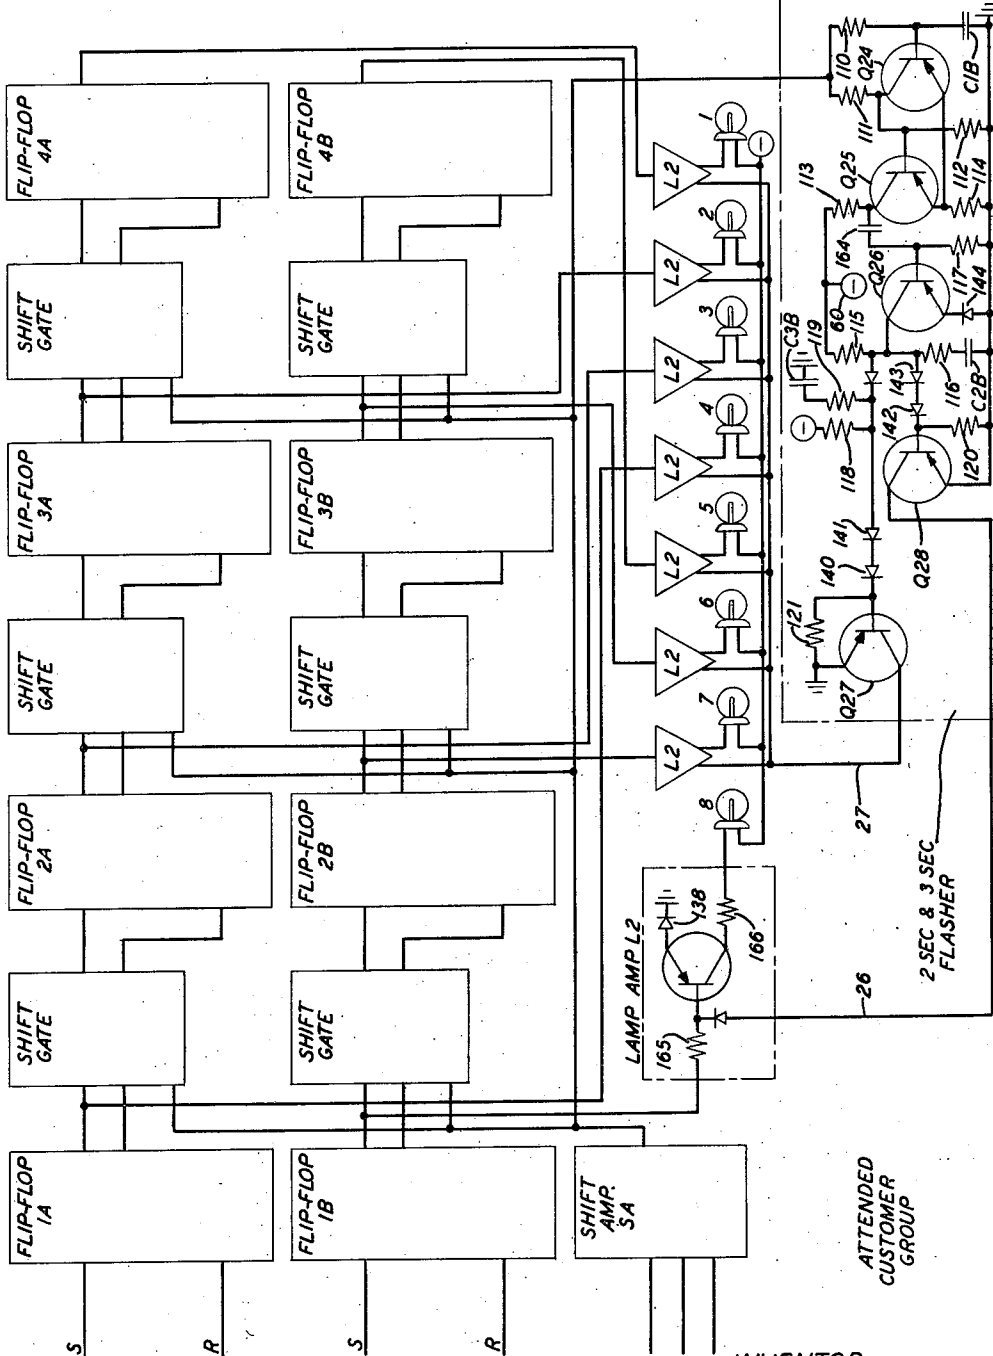 FLIP-FLOP
4A
FLIP-FLOP
4B
SHIFT
GATE
SHIFT
GATE
FLIP-FLOP
3A
FLIP-FLOP
3B
SHIFT
GATE
SHIFT
GATE
FLIP-FLOP
2A
FLIP-FLOP
2B
SHIFT
GATE
SHIFT
GATE
FLIP-FLOP
1A
FLIP-FLOP
1B
SHIFT
AMP.
SA
S
R
S
R
L2
L2
L2
L2
L2
L2
L2
1
2
3
4
5
6
7
8
LAMP AMP L2
138
166
165
26
27
2 SEC & 3 SEC
FLASHER
110
Q24
C1B
111
112
Q25
113
114
164
Q26
117
144
60
115
119
C3B
143
116
C2B
142
118
120
141
140
Q28
121
Q27
ATTENDED
CUSTOMER
GROUP